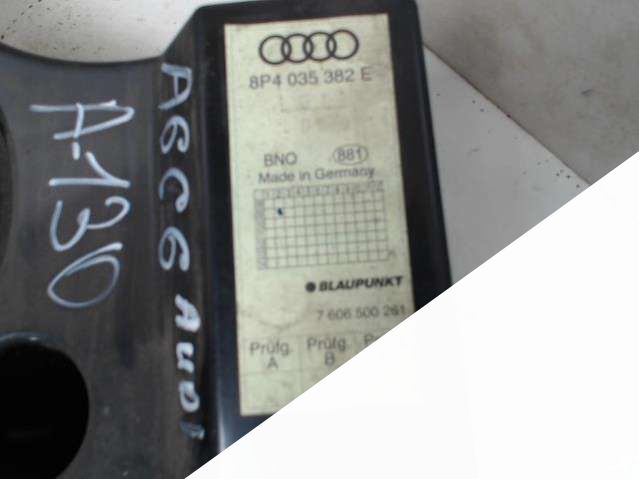 8P4 035 382 E
BNO 881
Made in Germany
BLAUPUNKT
7 606 500 261
Prüfg. Prüfg.
A B
A-130
A6C6 Audi